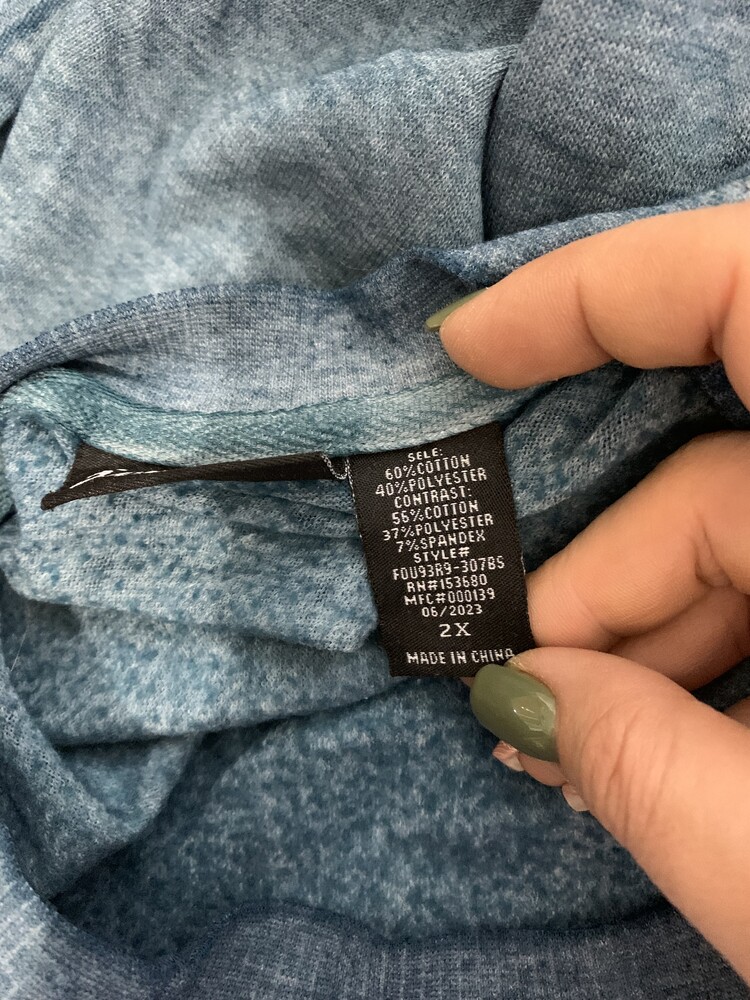 SELE:
60%COTTON
40%POLYESTER
CONTRAST:
56%COTTON
37%POLYESTER
7%SPANDEX
STYLE#
FOU93R9-307BS
RN#153680
MFC#000139
06/2023
2X
MADE IN CHINA